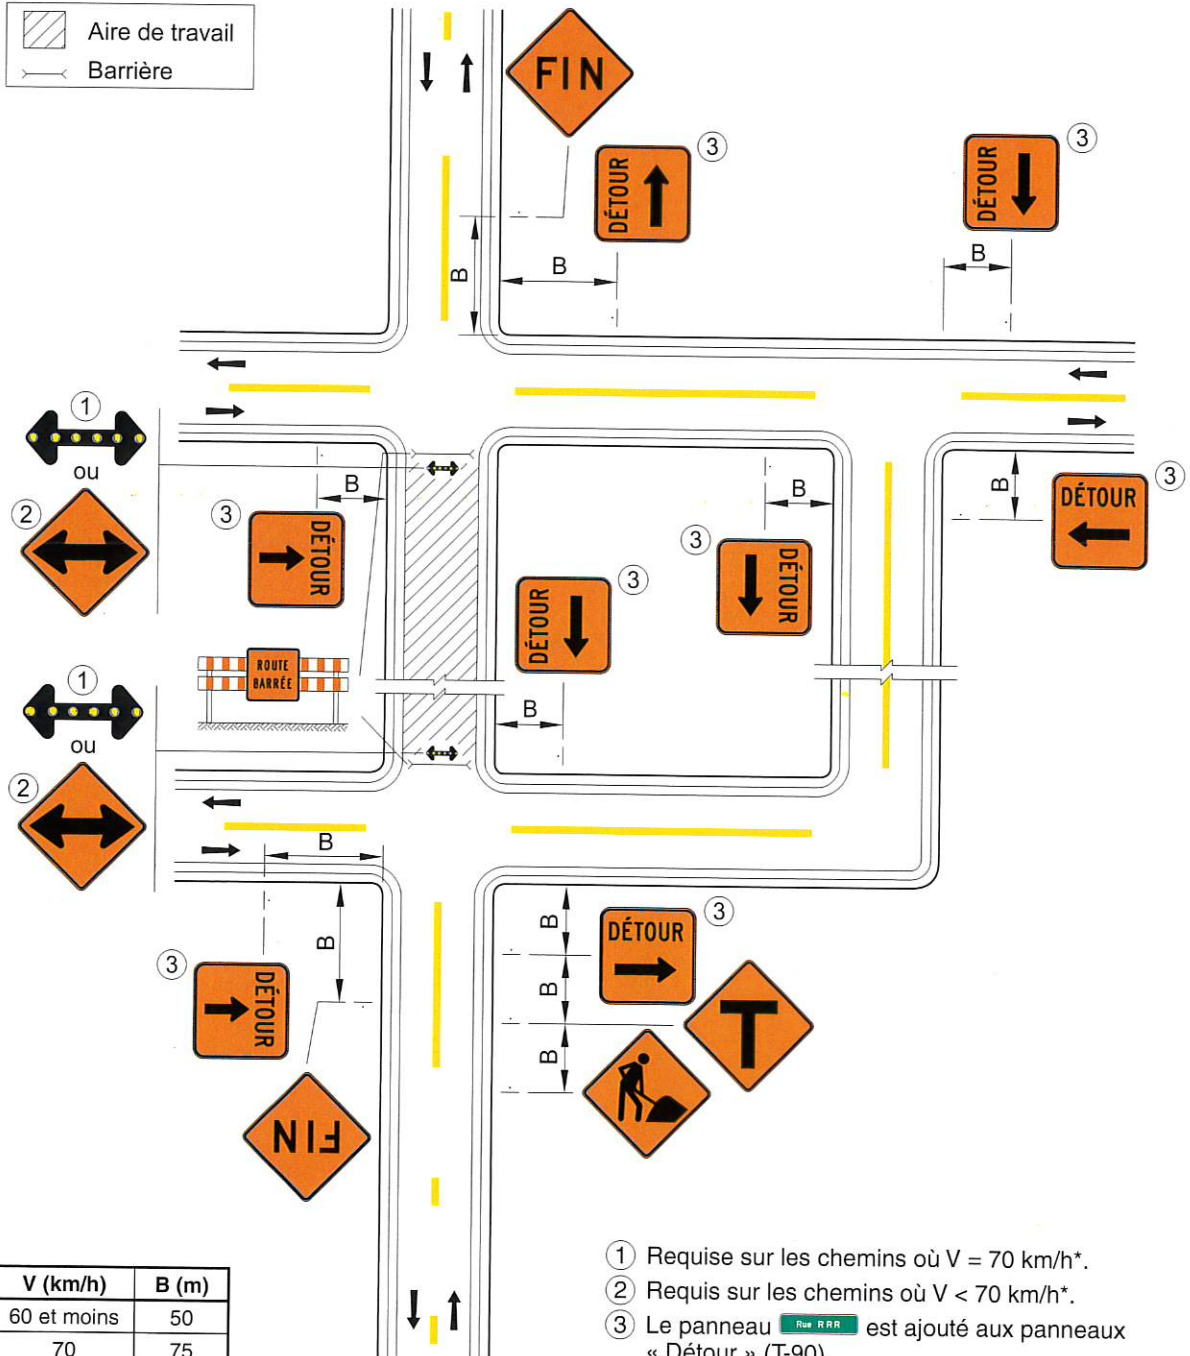 Aire de travail
Barrière
FIN
DÉTOUR
3
DÉTOUR
3
B
B
B
1
ou
2
3
B
DÉTOUR
B
3
DÉTOUR
B
DÉTOUR
3
3
DÉTOUR
ROUTE
BARRÉE
B
1
ou
2
B
B
3
DÉTOUR
FIN
B
B
B
DÉTOUR
3
T
V (km/h) B (m)
60 et moins 50
70 75
1 Requise sur les chemins où V = 70 km/h*.
2 Requis sur les chemins où V < 70 km/h*.
3 Le panneau Rue RRR est ajouté aux panneaux
« Détour » (T-90)